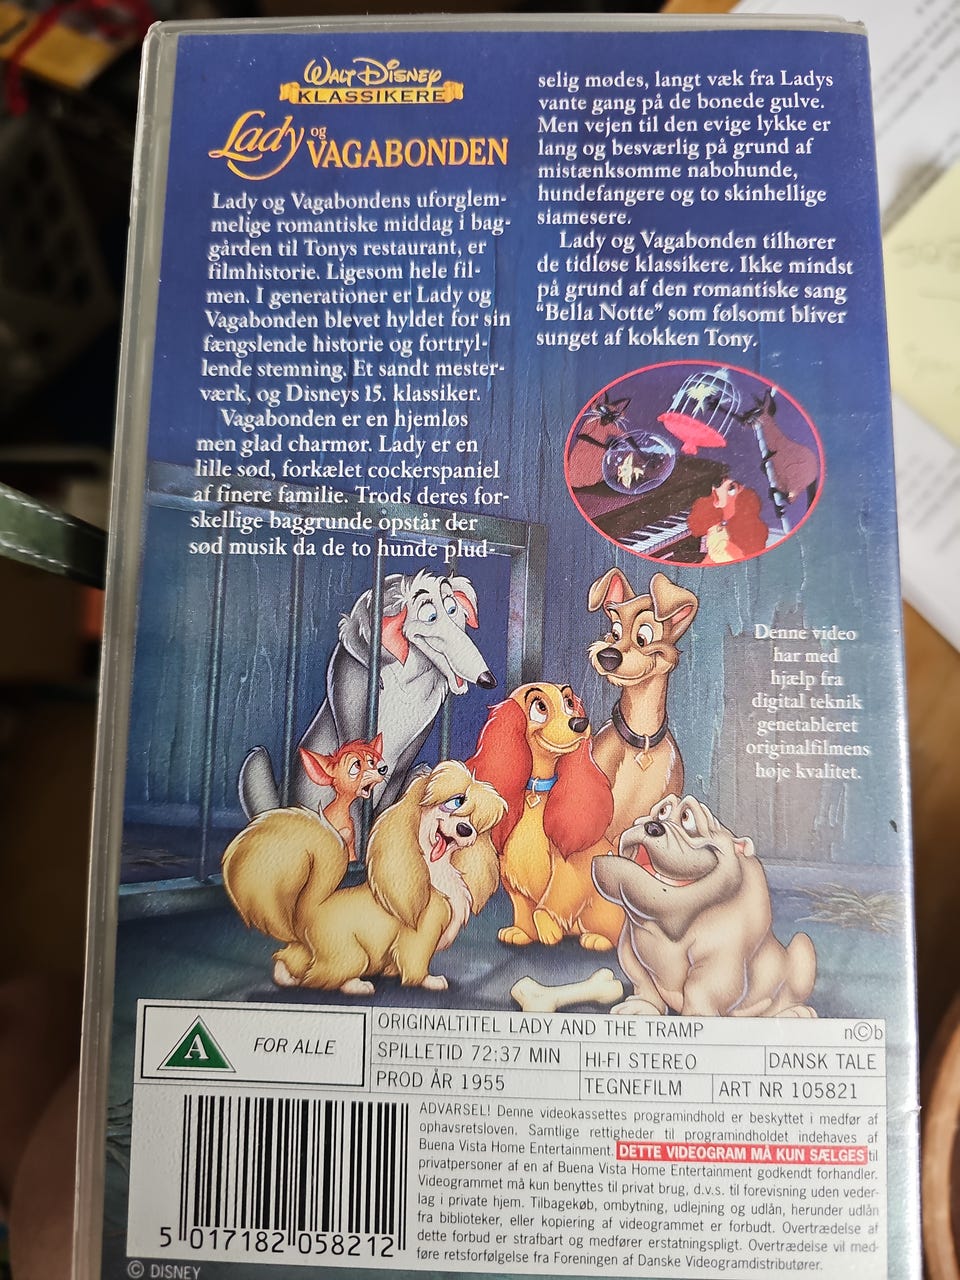 WALT DISNEY
KLASSIKERE
Lady og VAGABONDEN
Lady og Vagabondens uforglem-
melige romantiske middag i bag-
gården til Tonys restaurant, er
filmhistorie. Ligesom hele fil-
men. I generationer er Lady og
Vagabonden blevet hyldet for sin
fængslende historie og fortryl-
lende stemning. Et sandt mester-
værk, og Disneys 15. klassiker.
Vagabonden er en hjemløs
men glad charmør. Lady er en
lille sød, forkælet cockerspaniel
af finere familie. Trods deres for-
skellige baggrunde opstår der
sød musik da de to hunde plud-
selig mødes, langt væk fra Ladys
vante gang på de bonede gulve.
Men vejen til den evige lykke er
lang og besværlig på grund af
mistænksomme nabohunde,
hundefangere og to skinhellige
siamesere.
Lady og Vagabonden tilhører
de tidløse klassikere. Ikke mindst
på grund af den romantiske sang
“Bella Notte” som følsomt bliver
sunget af kokken Tony.
Denne video
har med
hjælp fra
digital teknik
genetableret
originalfilmens
høje kvalitet.
A FOR ALLE
ORIGINALTITEL LADY AND THE TRAMP n©b
SPILLETID 72:37 MIN HI-FI STEREO DANSK TALE
PROD ÅR 1955 TEGNEFILM ART NR 105821
ADVARSEL! Denne videokassettes programindhold er beskyttet i medfør af
ophavsretsloven. Samtlige rettigheder til programindholdet indehaves af
Buena Vista Home Entertainment. DETTE VIDEOGRAM MÅ KUN SÆLGES til
privatpersoner af en af Buena Vista Home Entertainment godkendt forhandler.
Videogrammet må kun benyttes til privat brug, d.v.s. til forevisning uden veder-
lag i private hjem. Tilbagekøb, ombytning, udlejning og udlån, herunder udlån
fra biblioteker, eller kopiering af videogrammet er forbudt. Overtrædelse af
dette forbud er strafbart og medfører erstatningspligt. Overtrædelse vil med-
føre retsforfølgelse fra Foreningen af Danske Videogramdistributører.
5 017182 058212
© DISNEY